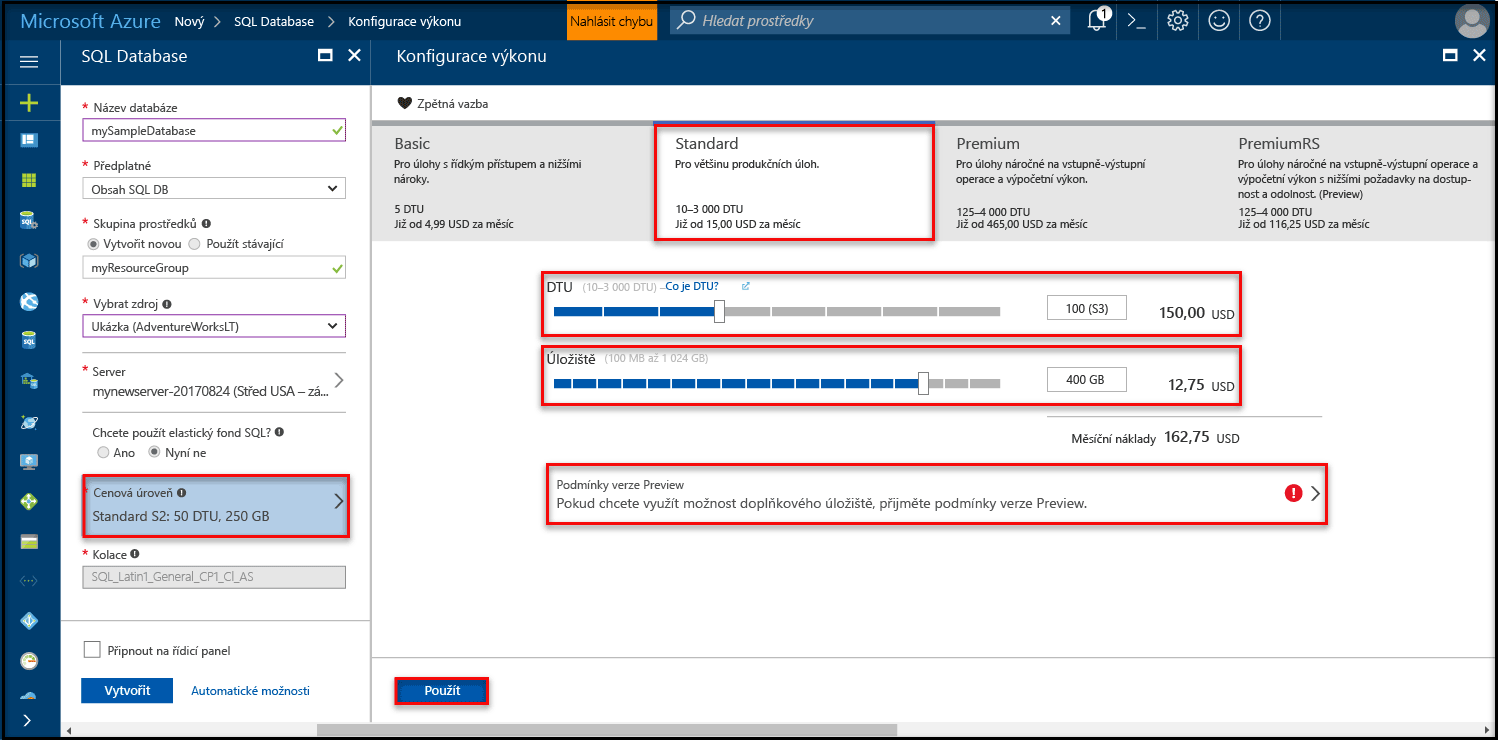 Microsoft Azure Nový > SQL Database > Konfigurace výkonu
Nahlásit chybu
Hledat prostředky
1
SQL Database
* Název databáze
mySampleDatabase
* Předplatné
Obsah SQL DB
* Skupina prostředků
Vytvořit novou Použít stávající
myResourceGroup
* Vybrat zdroj
Ukázka (AdventureWorksLT)
* Server
mynewserver-20170824 (Střed USA – zá...
Chcete použít elastický fond SQL?
Ano Nyní ne
* Cenová úroveň
Standard S2: 50 DTU, 250 GB
* Kolace
SQL_Latin1_General_CP1_CI_AS
Připnout na řídicí panel
Vytvořit Automatické možnosti
Konfigurace výkonu
Zpětná vazba
Basic
Pro úlohy s řídkým přístupem a nižšími
nároky.
5 DTU
Již od 4,99 USD za měsíc
Standard
Pro většinu produkčních úloh.
10–3 000 DTU
Již od 15,00 USD za měsíc
Premium
Pro úlohy náročné na vstupně-výstupní
operace a výpočetní výkon.
125–4 000 DTU
Již od 465,00 USD za měsíc
PremiumRS
Pro úlohy náročné na vstupně-výstupní operace a
výpočetní výkon s nižšími požadavky na dostup-
nost a odolnost. (Preview)
125–4 000 DTU
Již od 116,25 USD za měsíc
DTU (10–3 000 DTU) –Co je DTU?
100 (S3) 150,00 USD
Úložiště (100 MB až 1 024 GB)
400 GB 12,75 USD
Měsíční náklady 162,75 USD
Podmínky verze Preview
Pokud chcete využít možnost doplňkového úložiště, přijměte podmínky verze Preview.
Použít